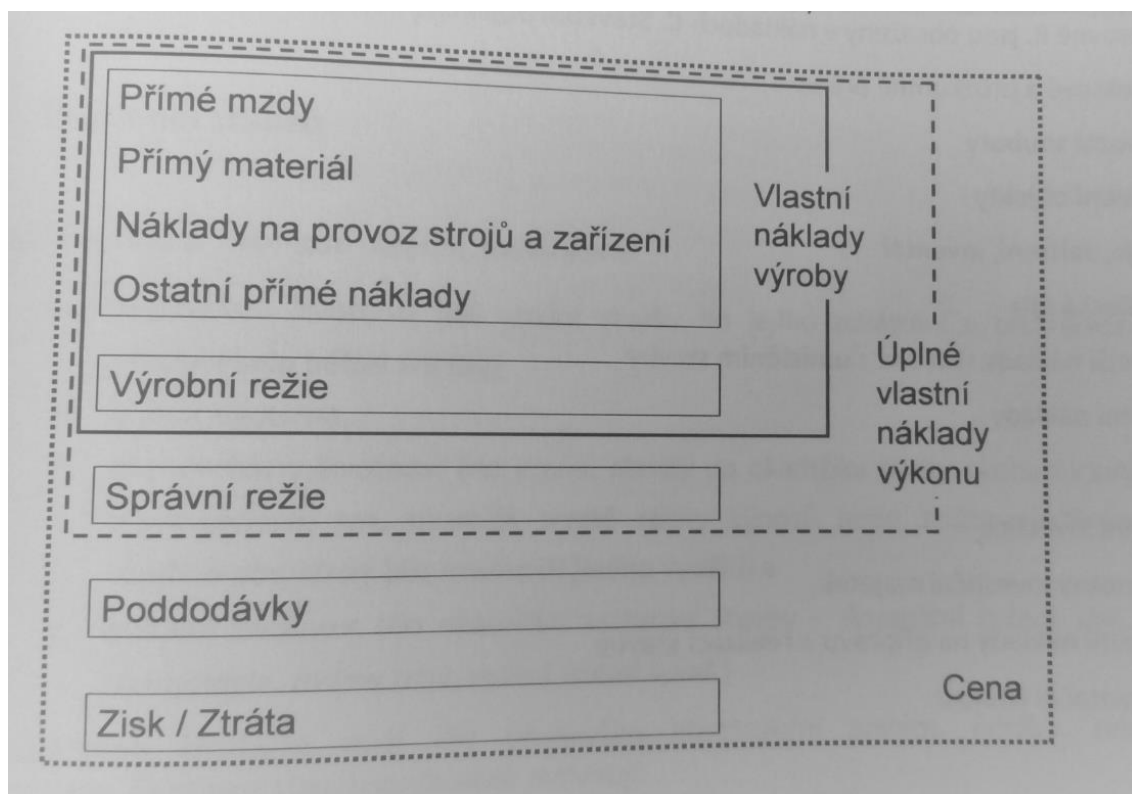 Přímé mzdy
Přímý materiál
Náklady na provoz strojů a zařízení
Ostatní přímé náklady
Vlastní
náklady
výroby
Výrobní režie
Úplné
vlastní
náklady
výkonu
Správní režie
Poddodávky
Cena
Zisk / Ztráta